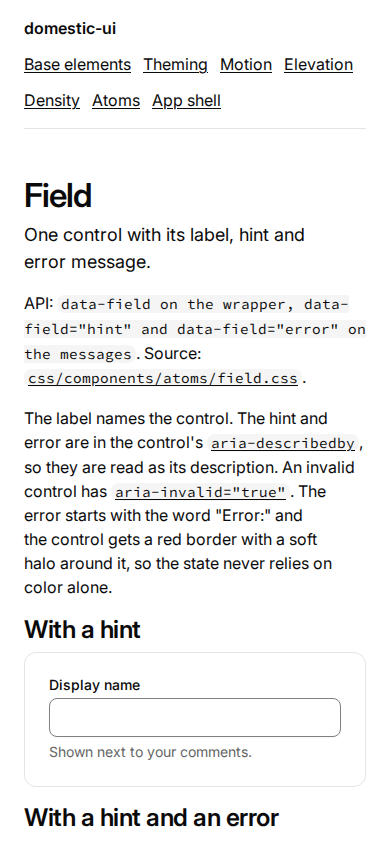 domestic-ui
Base elements Theming Motion Elevation
Density Atoms App shell
Field
One control with its label, hint and
error message.
API: data-field on the wrapper, data-
field="hint" and data-field="error" on
the messages. Source:
css/components/atoms/field.css.
The label names the control. The hint and
error are in the control's aria-describedby,
so they are read as its description. An invalid
control has aria-invalid="true". The
error starts with the word "Error:" and
the control gets a red border with a soft
halo around it, so the state never relies on
color alone.
With a hint
Display name
Shown next to your comments.
With a hint and an error